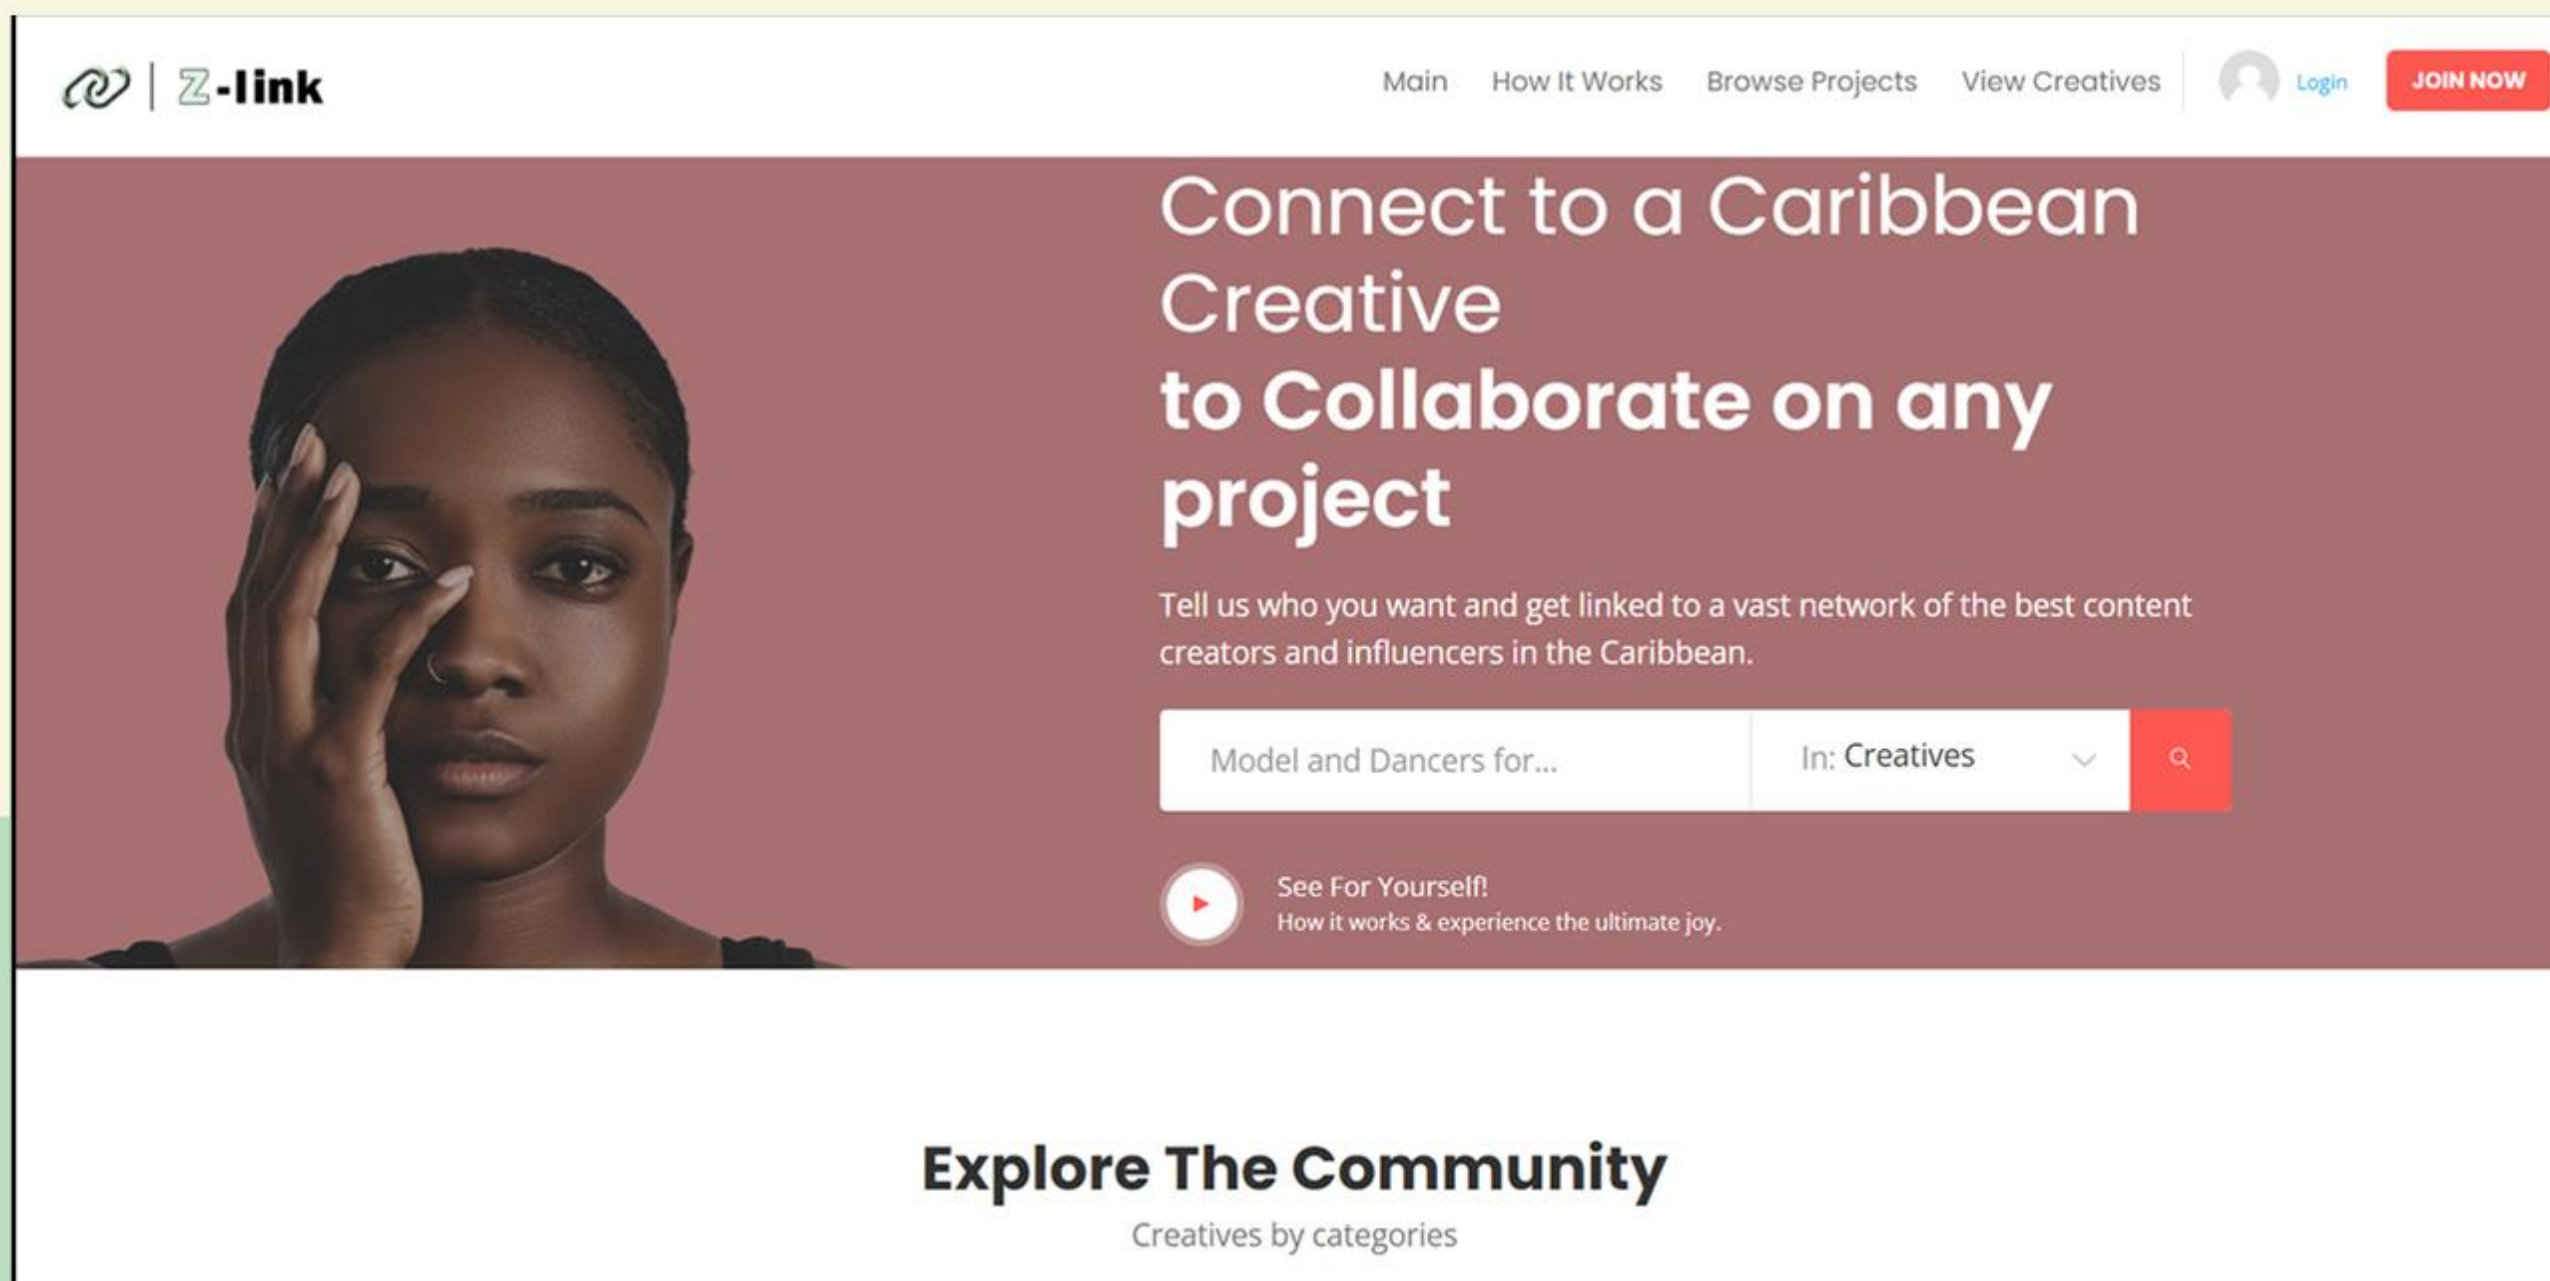 Z-link
Main How It Works Browse Projects View Creatives Login JOIN NOW
Connect to a Caribbean
Creative
to Collaborate on any
project
Tell us who you want and get linked to a vast network of the best content
creators and influencers in the Caribbean.
Model and Dancers for... In: Creatives
See For Yourself!
How it works & experience the ultimate joy.
Explore The Community
Creatives by categories